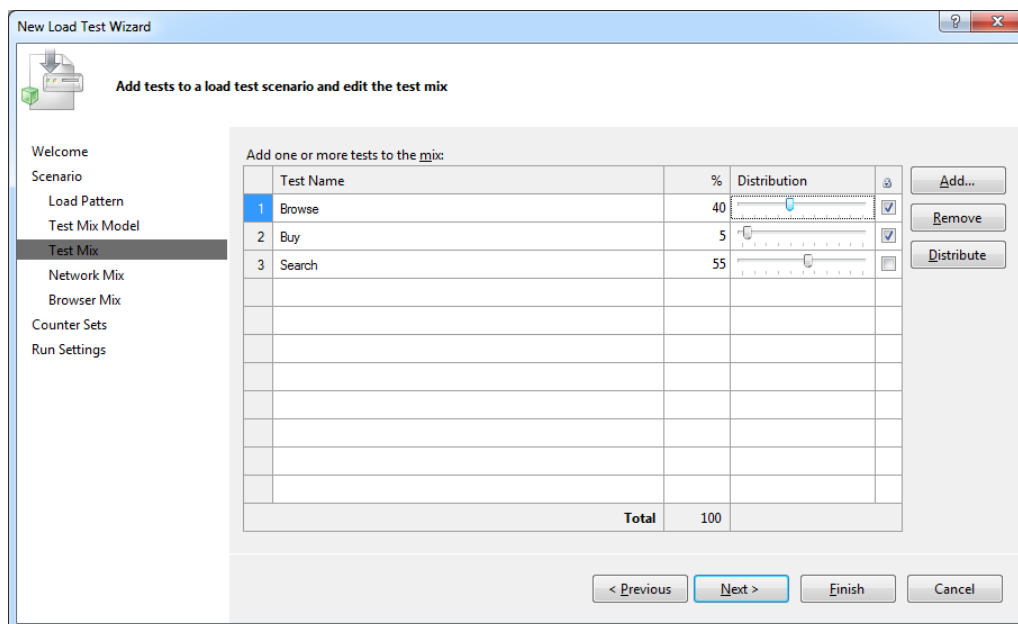 New Load Test Wizard
Add tests to a load test scenario and edit the test mix
Welcome
Scenario
Load Pattern
Test Mix Model
Test Mix
Network Mix
Browser Mix
Counter Sets
Run Settings
Add one or more tests to the mix:
Test Name % Distribution
1 Browse 40
2 Buy 5
3 Search 55
Total 100
Add...
Remove
Distribute
< Previous Next > Finish Cancel